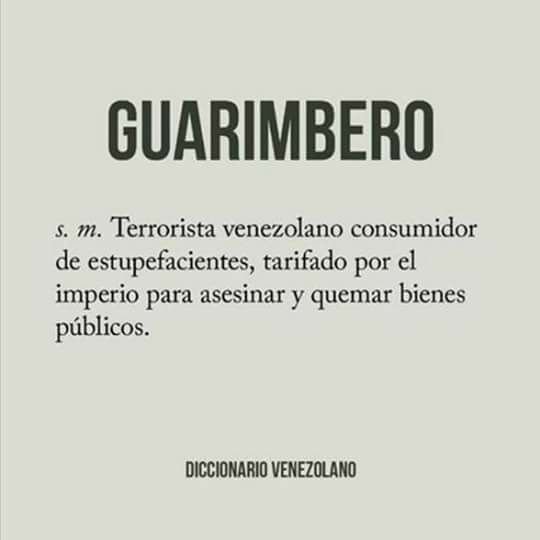 GUARIMBERO
s. m. Terrorista venezolano consumidor
de estupefacientes, tarifado por el
imperio para asesinar y quemar bienes
públicos.
DICCIONARIO VENEZOLANO